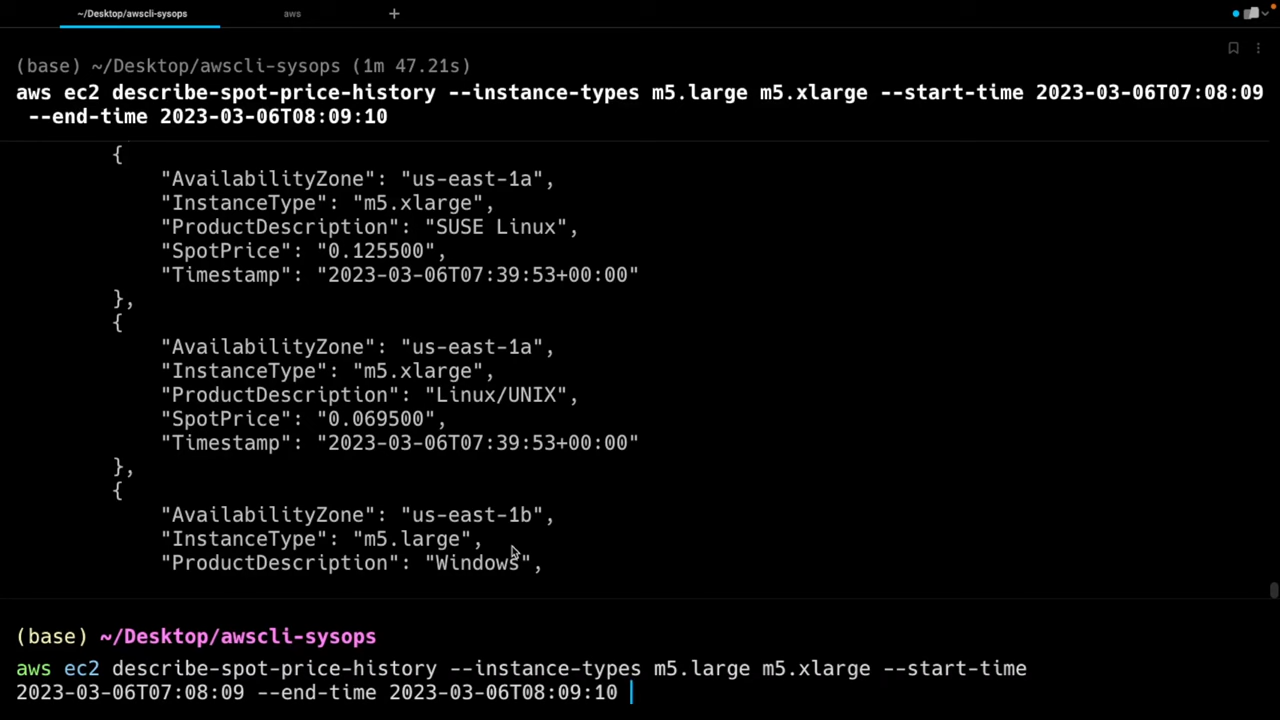 ~/Desktop/awscli-sysops
aws
+
(base) ~/Desktop/awscli-sysops (1m 47.21s)
aws ec2 describe-spot-price-history --instance-types m5.large m5.xlarge --start-time 2023-03-06T07:08:09
--end-time 2023-03-06T08:09:10
{
"AvailabilityZone": "us-east-1a",
"InstanceType": "m5.xlarge",
"ProductDescription": "SUSE Linux",
"SpotPrice": "0.125500",
"Timestamp": "2023-03-06T07:39:53+00:00"
},
{
"AvailabilityZone": "us-east-1a",
"InstanceType": "m5.xlarge",
"ProductDescription": "Linux/UNIX",
"SpotPrice": "0.069500",
"Timestamp": "2023-03-06T07:39:53+00:00"
},
{
"AvailabilityZone": "us-east-1b",
"InstanceType": "m5.large",
"ProductDescription": "Windows",
(base) ~/Desktop/awscli-sysops
aws ec2 describe-spot-price-history --instance-types m5.large m5.xlarge --start-time
2023-03-06T07:08:09 --end-time 2023-03-06T08:09:10